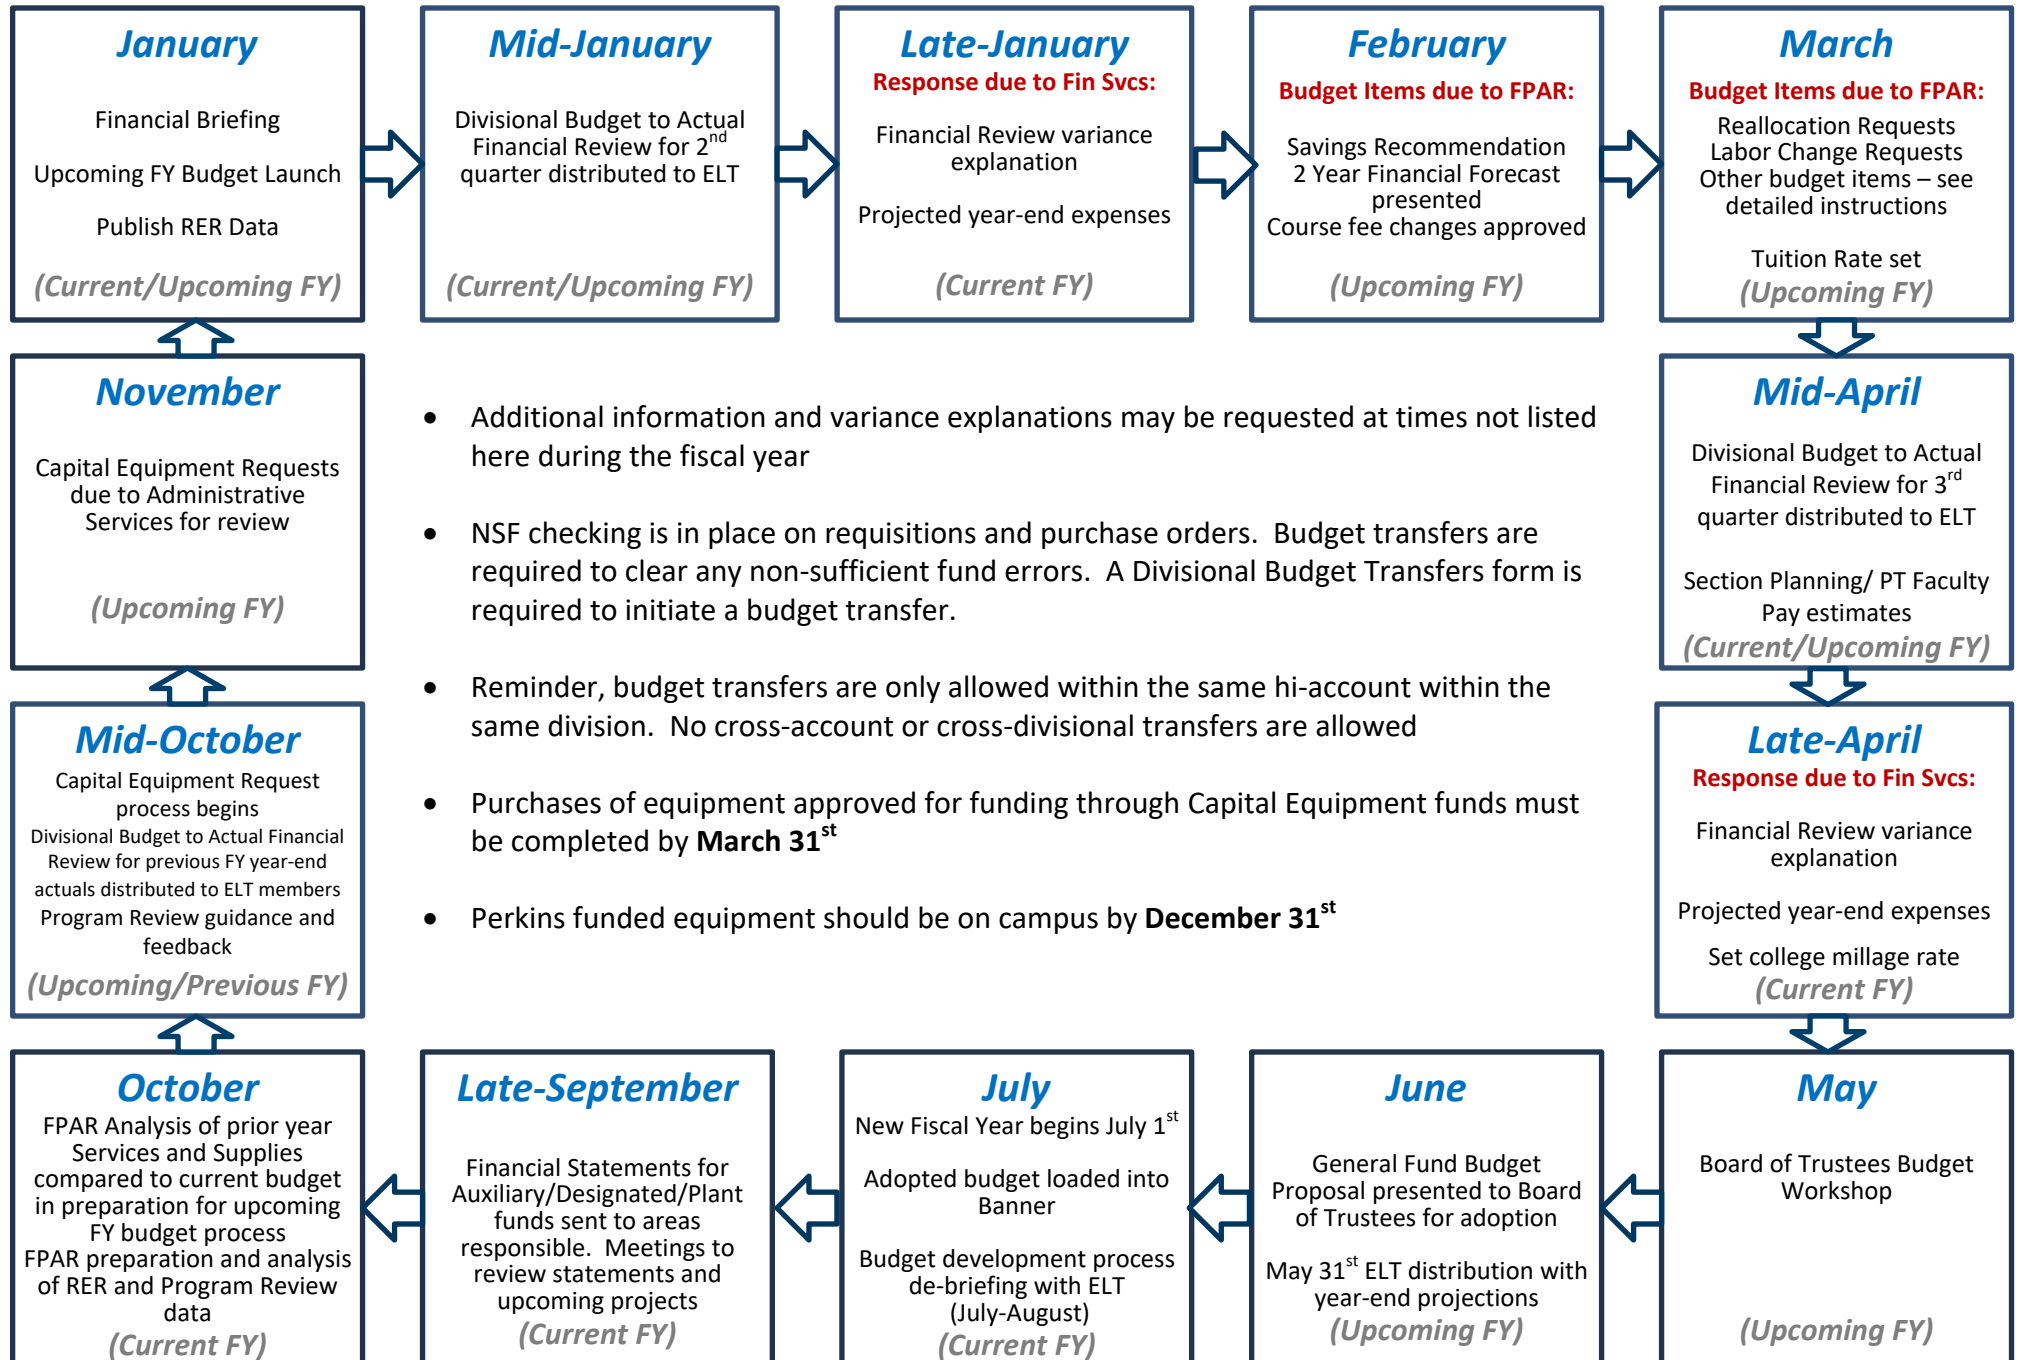 January
Financial Briefing
Upcoming FY Budget Launch
Publish RER Data
(Current/Upcoming FY)
Mid-January
Divisional Budget to Actual
Financial Review for 2nd
quarter distributed to ELT
(Current/Upcoming FY)
Late-January
Response due to Fin Svcs:
Financial Review variance
explanation
Projected year-end expenses
(Current FY)
February
Budget Items due to FPAR:
Savings Recommendation
2 Year Financial Forecast
presented
Course fee changes approved
(Upcoming FY)
March
Budget Items due to FPAR:
Reallocation Requests
Labor Change Requests
Other budget items – see
detailed instructions
Tuition Rate set
(Upcoming FY)
November
Capital Equipment Requests
due to Administrative
Services for review
(Upcoming FY)
• Additional information and variance explanations may be requested at times not listed
here during the fiscal year
• NSF checking is in place on requisitions and purchase orders.  Budget transfers are
required to clear any non-sufficient fund errors.  A Divisional Budget Transfers form is
required to initiate a budget transfer.
• Reminder, budget transfers are only allowed within the same hi-account within the
same division.  No cross-account or cross-divisional transfers are allowed
• Purchases of equipment approved for funding through Capital Equipment funds must
be completed by March 31st
• Perkins funded equipment should be on campus by December 31st
Mid-April
Divisional Budget to Actual
Financial Review for 3rd
quarter distributed to ELT
Section Planning/ PT Faculty
Pay estimates
(Current/Upcoming FY)
Mid-October
Capital Equipment Request
process begins
Divisional Budget to Actual Financial
Review for previous FY year-end
actuals distributed to ELT members
Program Review guidance and
feedback
(Upcoming/Previous FY)
Late-April
Response due to Fin Svcs:
Financial Review variance
explanation
Projected year-end expenses
Set college millage rate
(Current FY)
October
FPAR Analysis of prior year
Services and Supplies
compared to current budget
in preparation for upcoming
FY budget process
FPAR preparation and analysis
of RER and Program Review
data
(Current FY)
Late-September
Financial Statements for
Auxiliary/Designated/Plant
funds sent to areas
responsible.  Meetings to
review statements and
upcoming projects
(Current FY)
July
New Fiscal Year begins July 1st
Adopted budget loaded into
Banner
Budget development process
de-briefing with ELT
(July-August)
(Current FY)
June
General Fund Budget
Proposal presented to Board
of Trustees for adoption
May 31st ELT distribution with
year-end projections
(Upcoming FY)
May
Board of Trustees Budget
Workshop
(Upcoming FY)